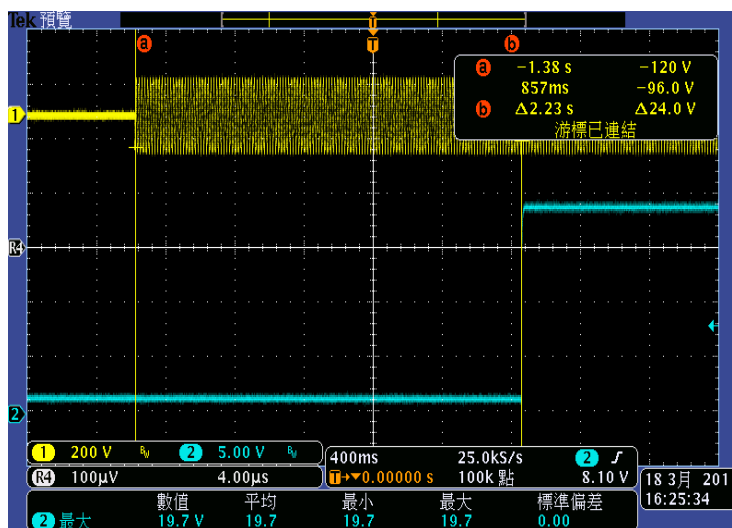 Tek 預覽
a
T
b
a -1.38 s -120 V
857ms -96.0 V
b Δ2.23 s Δ24.0 V
游標已連結
1
R4
2
1 200 V Bw 2 5.00 V Bw
400ms 25.0kS/s 2
R4 100μV 4.00μs
T→▼0.00000 s 100k 點 8.10 V
18 3月 201
16:25:34
數值 平均 最小 最大 標準偏差
2 最大 19.7 V 19.7 19.7 19.7 0.00